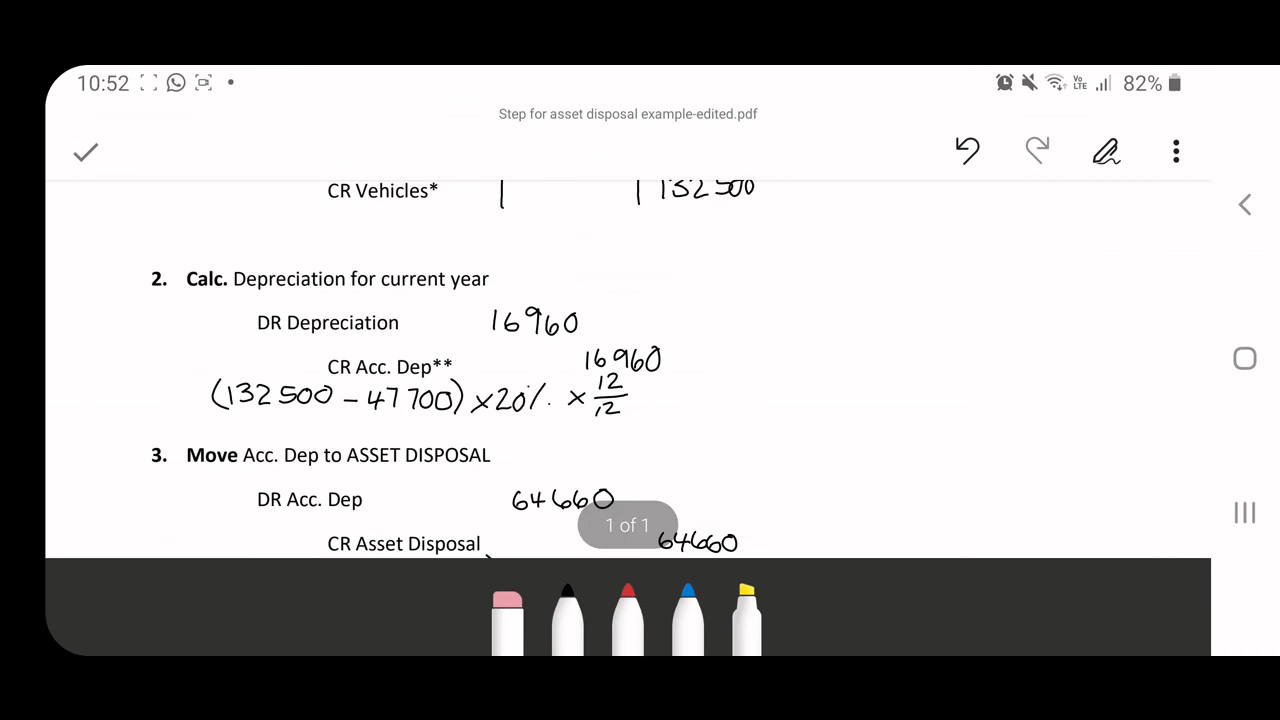 10:52 82%
Step for asset disposal example-edited.pdf
CR Vehicles* 132500
2. Calc. Depreciation for current year
DR Depreciation 16960
CR Acc. Dep** 16960
(132500 - 47700) × 20% × 12/12
3. Move Acc. Dep to ASSET DISPOSAL
DR Acc. Dep 64660
1 of 1
CR Asset Disposal 64660